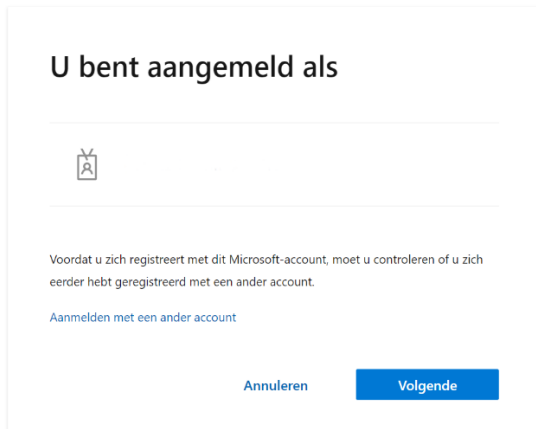 U bent aangemeld als
Voordat u zich registreert met dit Microsoft-account, moet u controleren of u zich
eerder hebt geregistreerd met een ander account.
Aanmelden met een ander account
Annuleren
Volgende